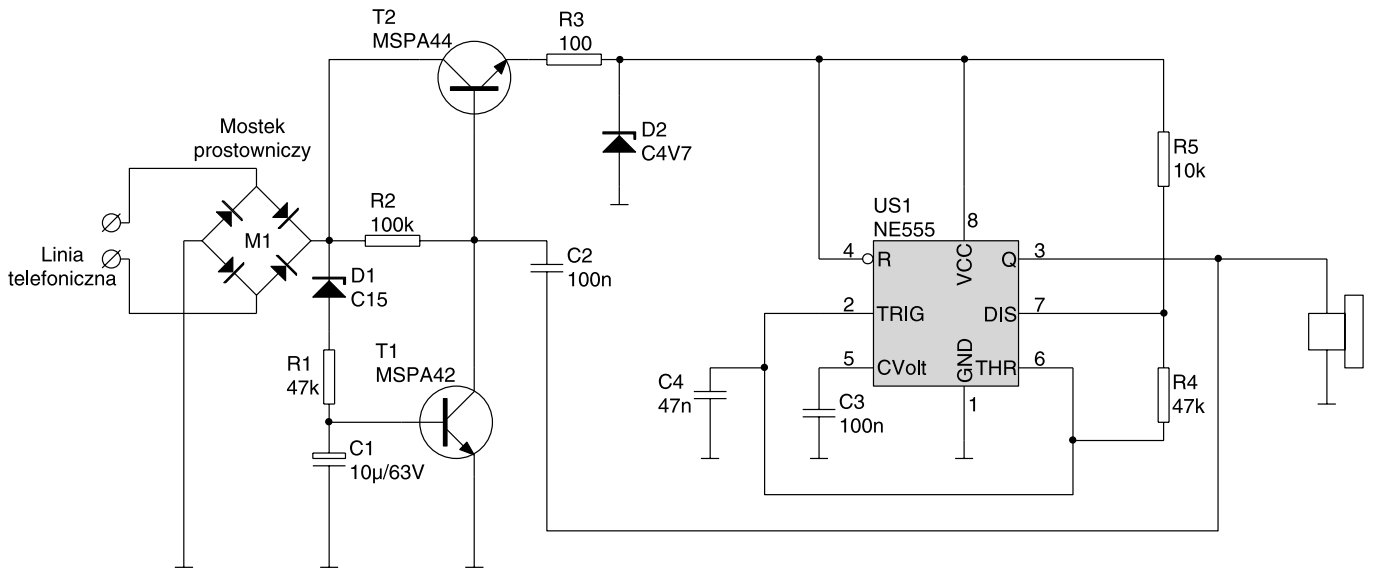 T2
MSPA44
R3
100
Mostek
prostowniczy
D2
C4V7
R5
10k
R2
100k
US1
NE555
M1
Linia
telefoniczna
C2
100n
D1
C15
4
R
8
VCC
Q
3
2
TRIG
DIS
7
5
CVolt
GND
THR
6
1
R1
47k
T1
MSPA42
C4
47n
C3
100n
R4
47k
C1
10µ/63V